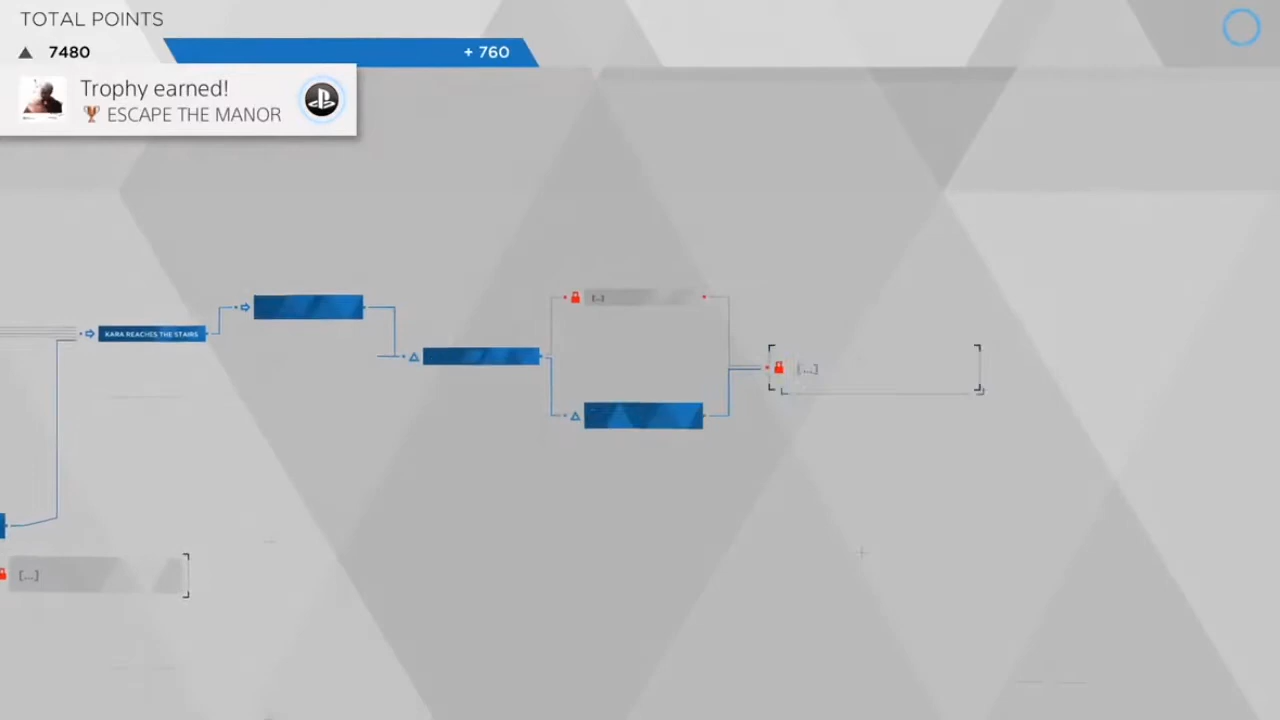 TOTAL POINTS
7480
+ 760
Trophy earned!
ESCAPE THE MANOR
[...]
KARA REACHES THE STAIRS
[...]
[...]